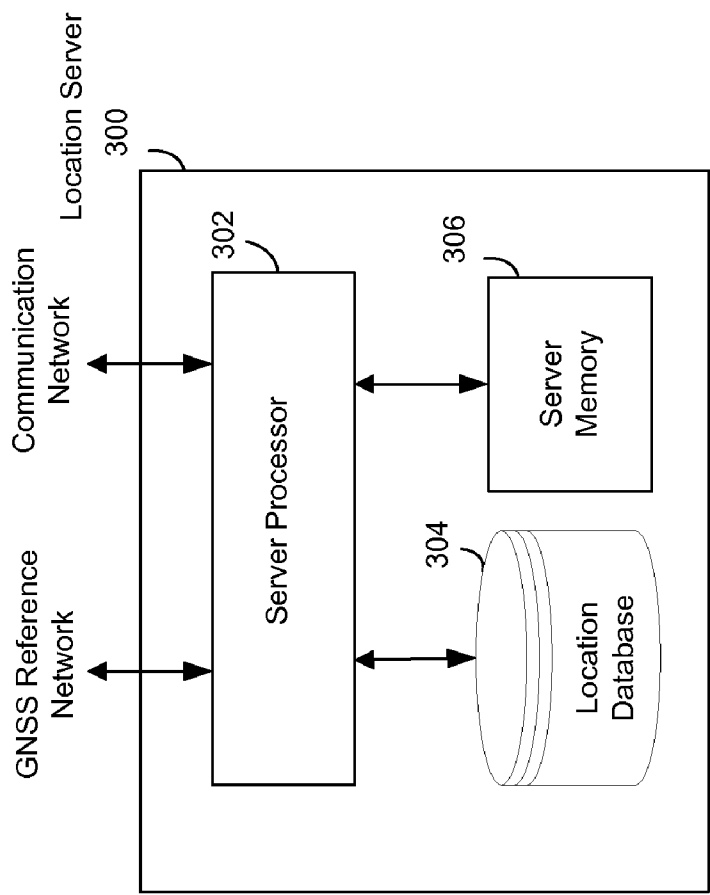 GNSS Reference
Network
Communication
Network
Location Server
300
302
Server Processor
304
Location
Database
306
Server
Memory